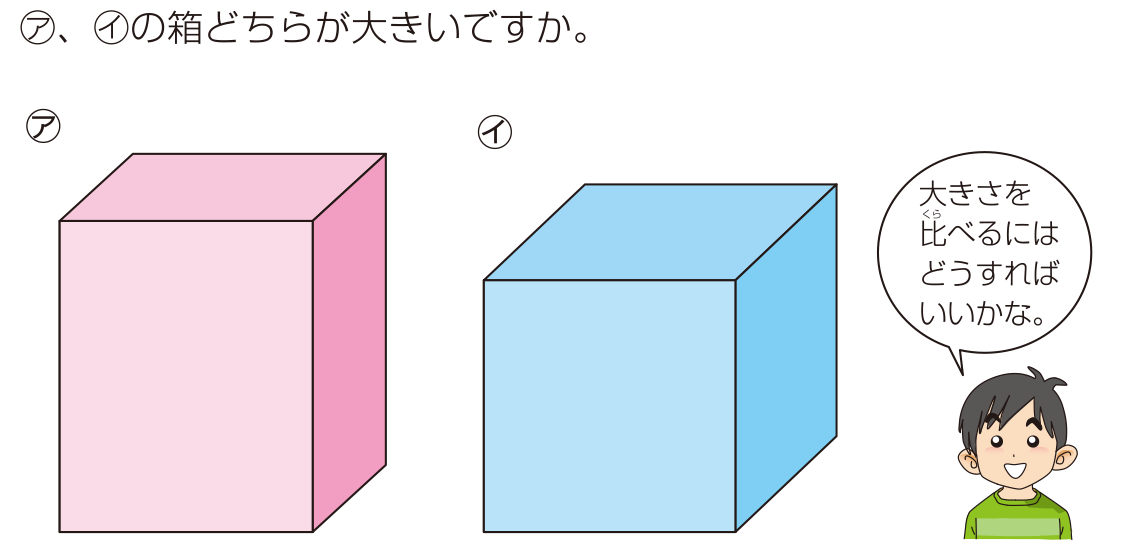 ㋐、㋑の箱どちらが大きいですか。
㋐
㋑
大きさを
くら
比べるには
どうすれば
いいかな。